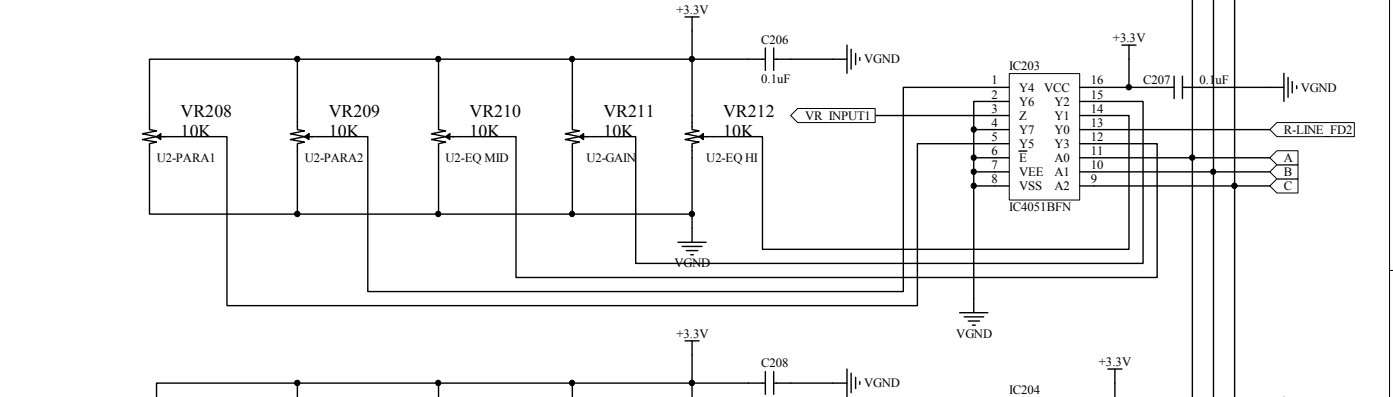 +3.3V
C206
VGND
0.1uF
+3.3V
IC203
VR208
10K
U2-PARA1
VR209
10K
U2-PARA2
VR210
10K
U2-EQ MID
VR211
10K
U2-GAIN
VR212
10K
U2-EQ HI
VR INPUT1
1 Y4 VCC 16
2 Y6 Y2 15
3 Z Y1 14
4 Y7 Y0 13
5 Y5 Y3 12
6 E A0 11
7 VEE A1 10
8 VSS A2 9
IC4051BFN
C207
0.1uF
VGND
R-LINE FD2
A
B
C
VGND
VGND
+3.3V
C208
VGND
+3.3V
IC204